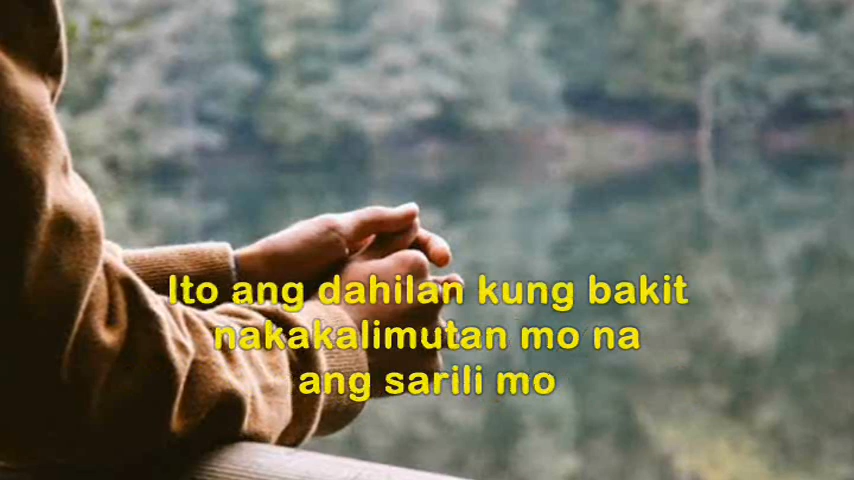 Ito ang dahilan kung bakit
nakakalimutan mo na
ang sarili mo